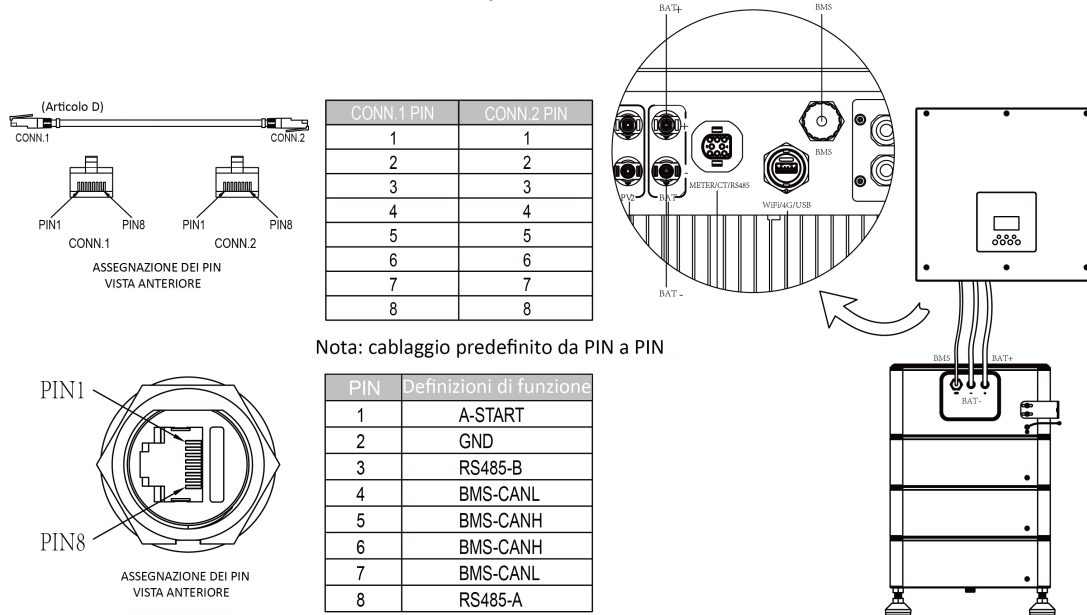 (Articolo D)
CONN.1
CONN.2
PIN1
PIN8
PIN1
PIN8
CONN.1
CONN.2
ASSEGNAZIONE DEI PIN
VISTA ANTERIORE
CONN.1 PIN CONN.2 PIN
1 1
2 2
3 3
4 4
5 5
6 6
7 7
8 8
Nota: cablaggio predefinito da PIN a PIN
PIN1
PIN8
ASSEGNAZIONE DEI PIN
VISTA ANTERIORE
PIN Definizioni di funzione
1 A-START
2 GND
3 RS485-B
4 BMS-CANL
5 BMS-CANH
6 BMS-CANH
7 BMS-CANL
8 RS485-A
BAT+
BMS
+
-
BMS
METER/CT/RS485
PV2
BAT
WiFi/4G/USB
BAT -
BMS
BAT+
BAT-